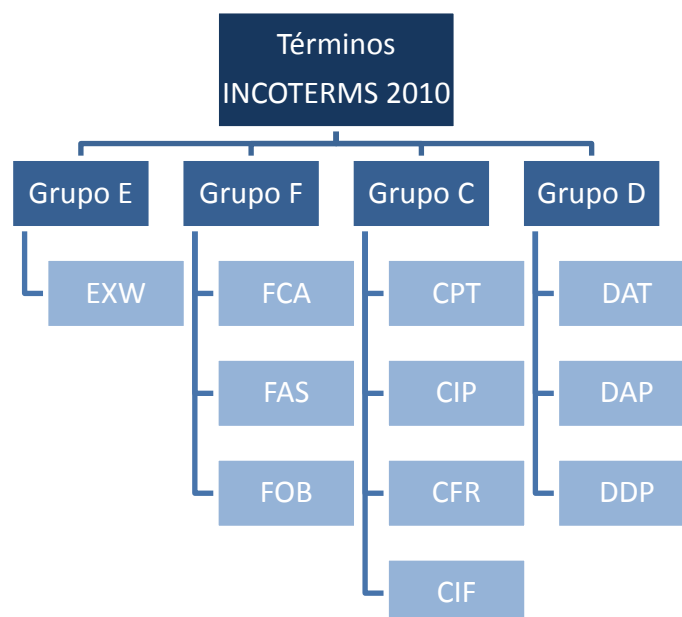 Términos
INCOTERMS 2010
Grupo E
Grupo F
Grupo C
Grupo D
EXW
FCA
CPT
DAT
FAS
CIP
DAP
FOB
CFR
DDP
CIF